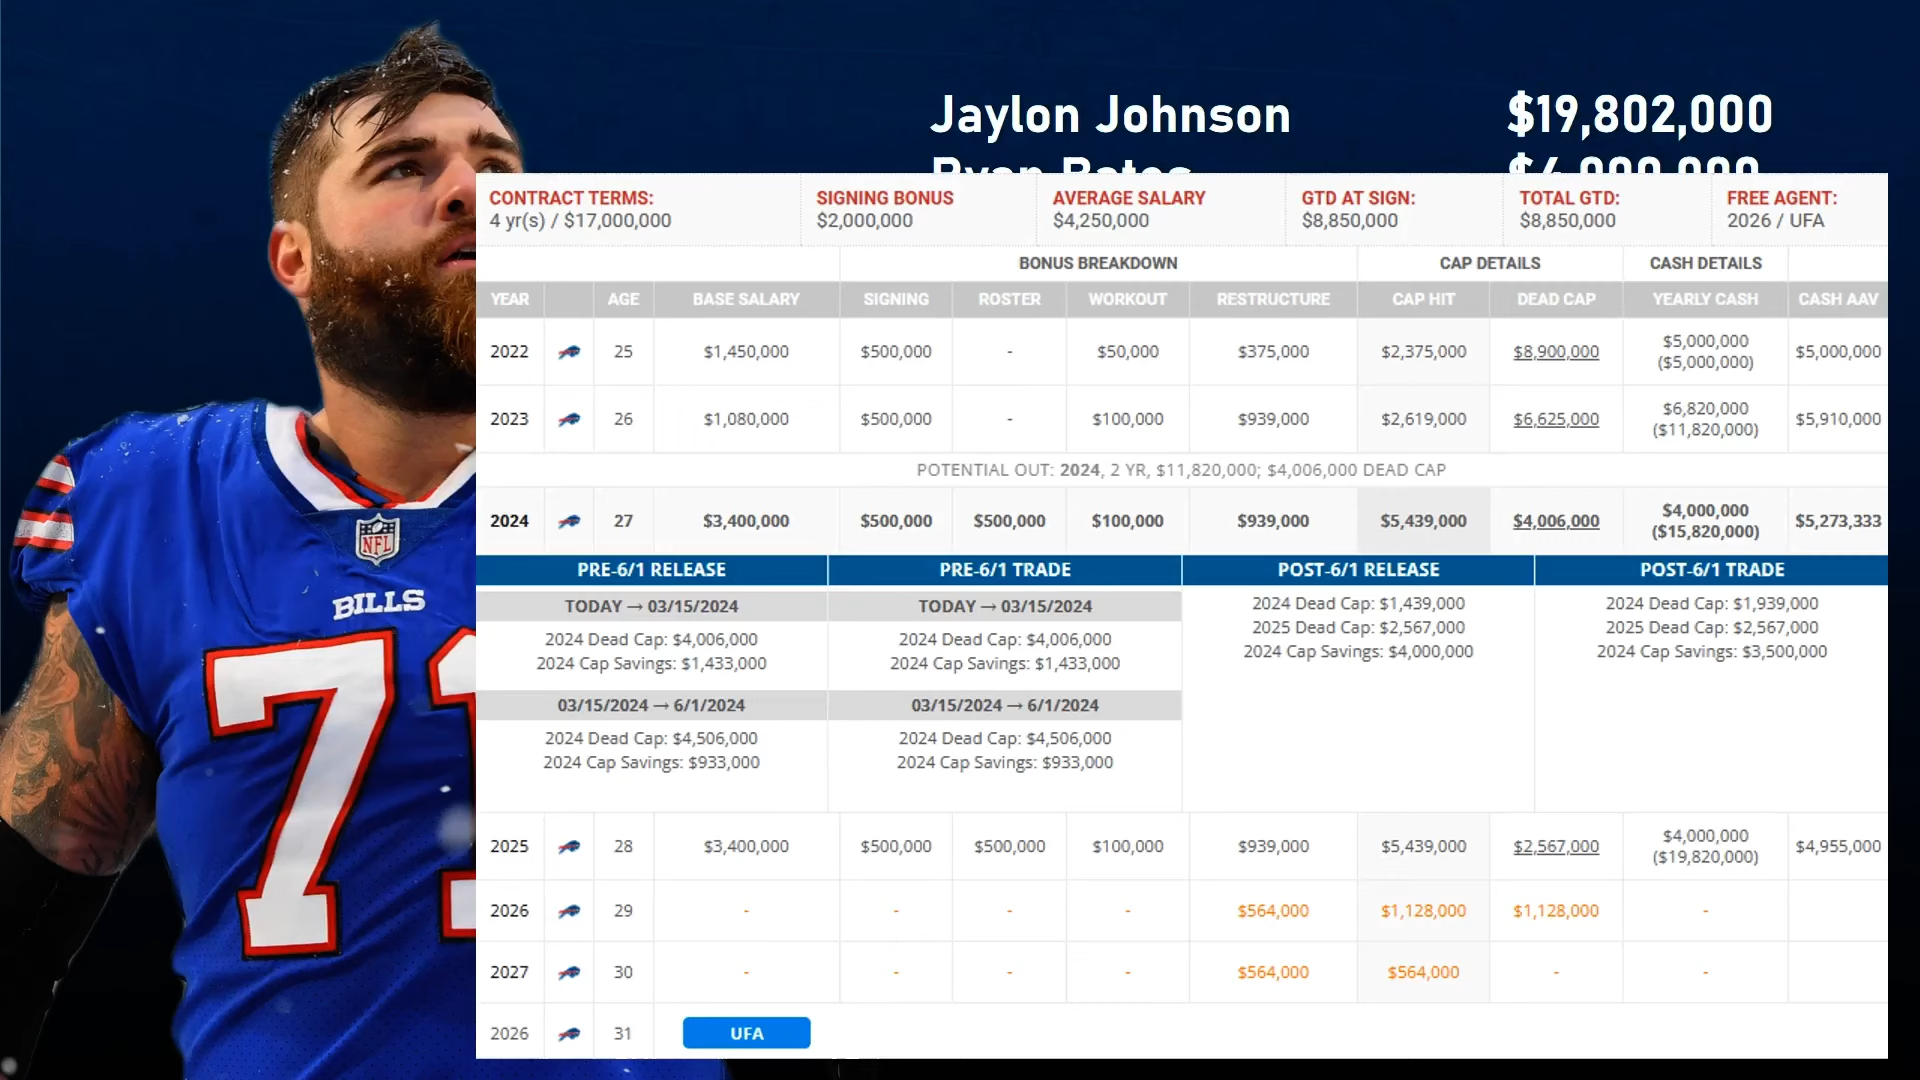 Jaylon Johnson $19,802,000
Ryan Bates $4,000,000
CONTRACT TERMS: SIGNING BONUS AVERAGE SALARY GTD AT SIGN: TOTAL GTD: FREE AGENT:
4 yr(s) / $17,000,000 $2,000,000 $4,250,000 $8,850,000 $8,850,000 2026 / UFA
BONUS BREAKDOWN CAP DETAILS CASH DETAILS
YEAR AGE BASE SALARY SIGNING ROSTER WORKOUT RESTRUCTURE CAP HIT DEAD CAP YEARLY CASH CASH AAV
2022 25 $1,450,000 $500,000 - $50,000 $375,000 $2,375,000 $8,900,000 $5,000,000 ($5,000,000) $5,000,000
2023 26 $1,080,000 $500,000 - $100,000 $939,000 $2,619,000 $6,625,000 $6,820,000 ($11,820,000) $5,910,000
POTENTIAL OUT: 2024, 2 YR, $11,820,000; $4,006,000 DEAD CAP
2024 27 $3,400,000 $500,000 $500,000 $100,000 $939,000 $5,439,000 $4,006,000 $4,000,000 ($15,820,000) $5,273,333
PRE-6/1 RELEASE PRE-6/1 TRADE POST-6/1 RELEASE POST-6/1 TRADE
TODAY → 03/15/2024 TODAY → 03/15/2024 2024 Dead Cap: $1,439,000 2024 Dead Cap: $1,939,000
2024 Dead Cap: $4,006,000 2024 Dead Cap: $4,006,000 2025 Dead Cap: $2,567,000 2025 Dead Cap: $2,567,000
2024 Cap Savings: $1,433,000 2024 Cap Savings: $1,433,000 2024 Cap Savings: $4,000,000 2024 Cap Savings: $3,500,000
03/15/2024 → 6/1/2024 03/15/2024 → 6/1/2024
2024 Dead Cap: $4,506,000 2024 Dead Cap: $4,506,000
2024 Cap Savings: $933,000 2024 Cap Savings: $933,000
2025 28 $3,400,000 $500,000 $500,000 $100,000 $939,000 $5,439,000 $2,567,000 $4,000,000 ($19,820,000) $4,955,000
2026 29 - - - - $564,000 $1,128,000 $1,128,000 -
2027 30 - - - - $564,000 $564,000 - -
2026 31 UFA
NFL
BILLS
71